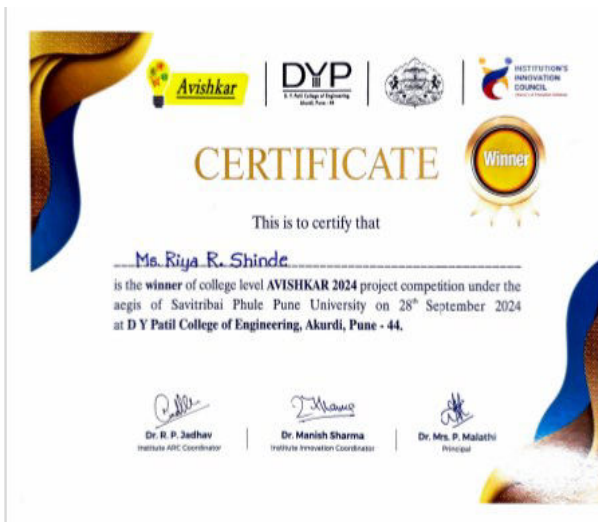 Avishkar
DYP
D. Y. Patil College of Engineering
Akurdi, Pune - 44
INSTITUTION'S
INNOVATION
COUNCIL
CERTIFICATE
Winner
This is to certify that
Ms. Riya R. Shinde
is the winner of college level AVISHKAR 2024 project competition under the
aegis of Savitribai Phule Pune University on 28th September 2024
at D Y Patil College of Engineering, Akurdi, Pune - 44.
Dr. R. P. Jadhav
Institute ARC Coordinator
Dr. Manish Sharma
Institute Innovation Coordinator
Dr. Mrs. P. Malathi
Principal